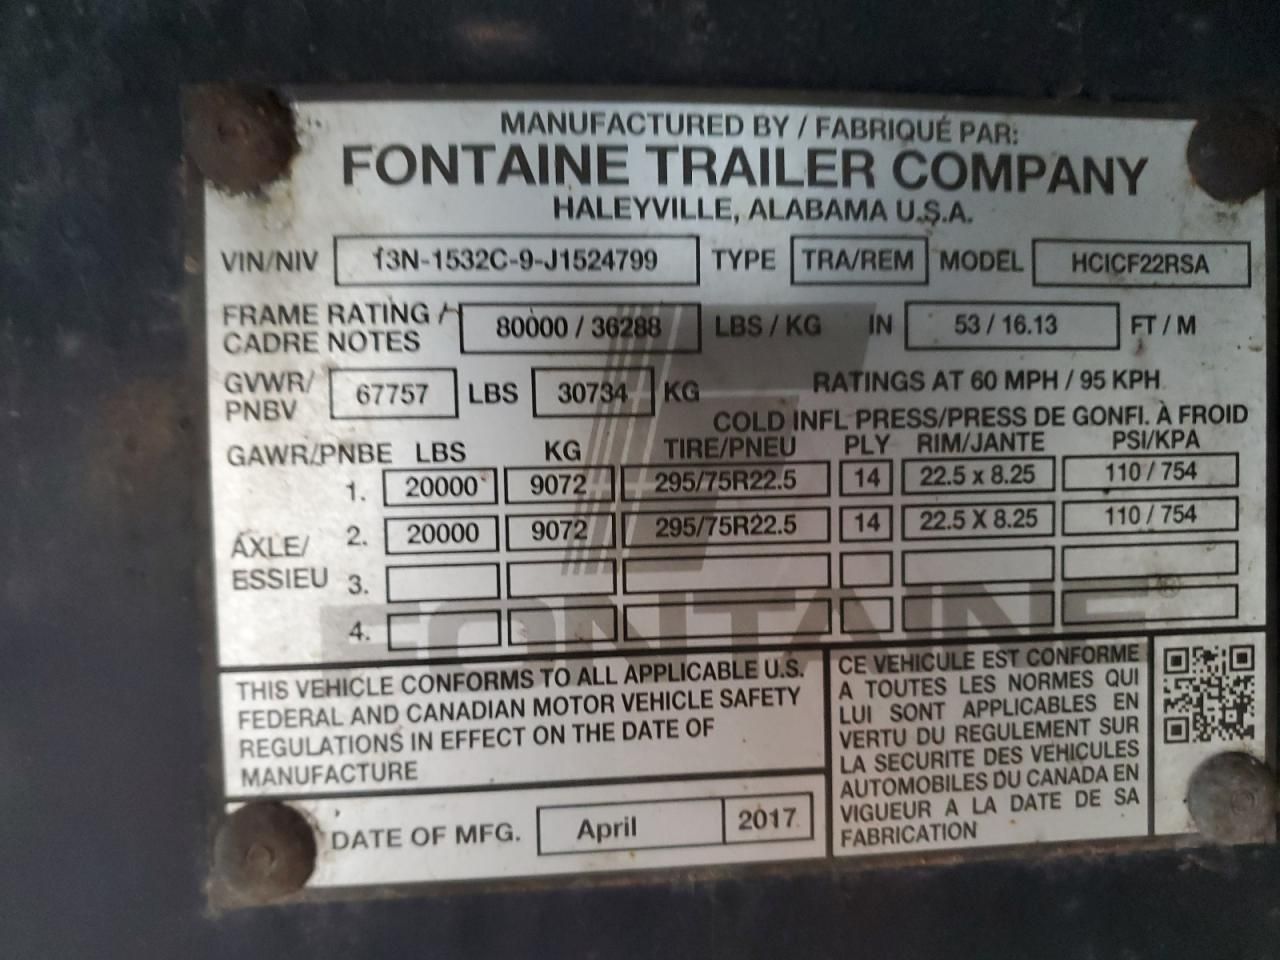 MANUFACTURED BY / FABRIQUÉ PAR:
FONTAINE TRAILER COMPANY
HALEYVILLE, ALABAMA U.S.A.
VIN/NIV 13N-1532C-9-J1524799 TYPE TRA/REM MODEL HCICF22RSA
FRAME RATING /
CADRE NOTES 80000 / 36288 LBS / KG IN 53 / 16.13 FT / M
GVWR/
PNBV 67757 LBS 30734 KG RATINGS AT 60 MPH / 95 KPH
COLD INFL PRESS/PRESS DE GONFI. À FROID
GAWR/PNBE LBS KG TIRE/PNEU PLY RIM/JANTE PSI/KPA
1. 20000 9072 295/75R22.5 14 22.5 x 8.25 110 / 754
2. 20000 9072 295/75R22.5 14 22.5 X 8.25 110 / 754
AXLE/
ESSIEU 3.
4.
FONTAINE®
THIS VEHICLE CONFORMS TO ALL APPLICABLE U.S.
FEDERAL AND CANADIAN MOTOR VEHICLE SAFETY
REGULATIONS IN EFFECT ON THE DATE OF
MANUFACTURE
DATE OF MFG. April 2017
CE VEHICULE EST CONFORME
A TOUTES LES NORMES QUI
LUI SONT APPLICABLES EN
VERTU DU REGULEMENT SUR
LA SECURITE DES VEHICULES
AUTOMOBILES DU CANADA EN
VIGUEUR A LA DATE DE SA
FABRICATION